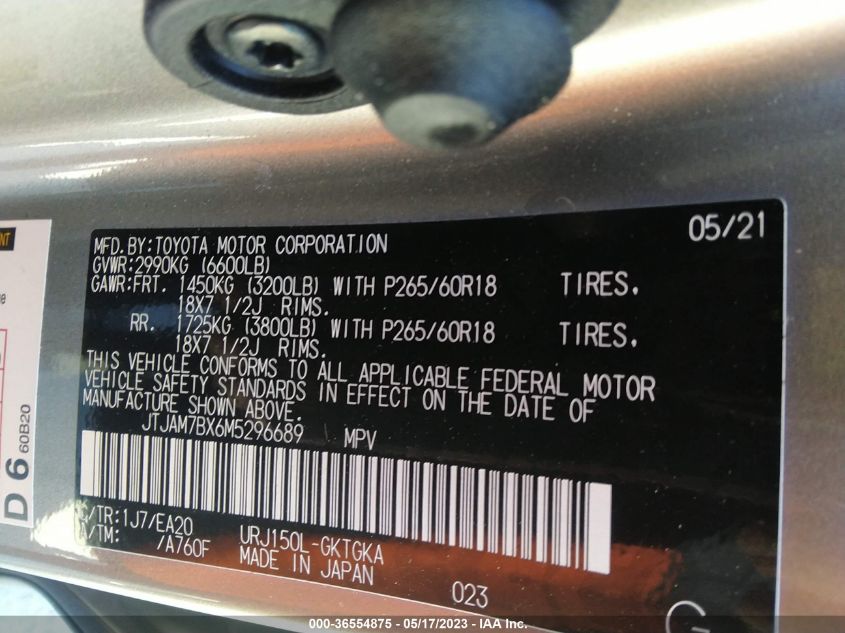 05/21
MFD. BY: TOYOTA MOTOR CORPORATION
GVWR: 2990KG (6600LB)
GAWR: FRT. 1450KG (3200LB) WITH P265/60R18 TIRES.
18X7 1/2J RIMS.
RR. 1725KG (3800LB) WITH P265/60R18 TIRES.
18X7 1/2J RIMS.
THIS VEHICLE CONFORMS TO ALL APPLICABLE FEDERAL MOTOR
VEHICLE SAFETY STANDARDS IN EFFECT ON THE DATE OF
MANUFACTURE SHOWN ABOVE.
JTJAM7BX6M5296689 MPV
/TR: 1J7/EA20
/TM: /A760F
URJ150L-GKTGKA
MADE IN JAPAN
023
G
D 6 60B20
000-36554875 - 05/17/2023 - IAA Inc.